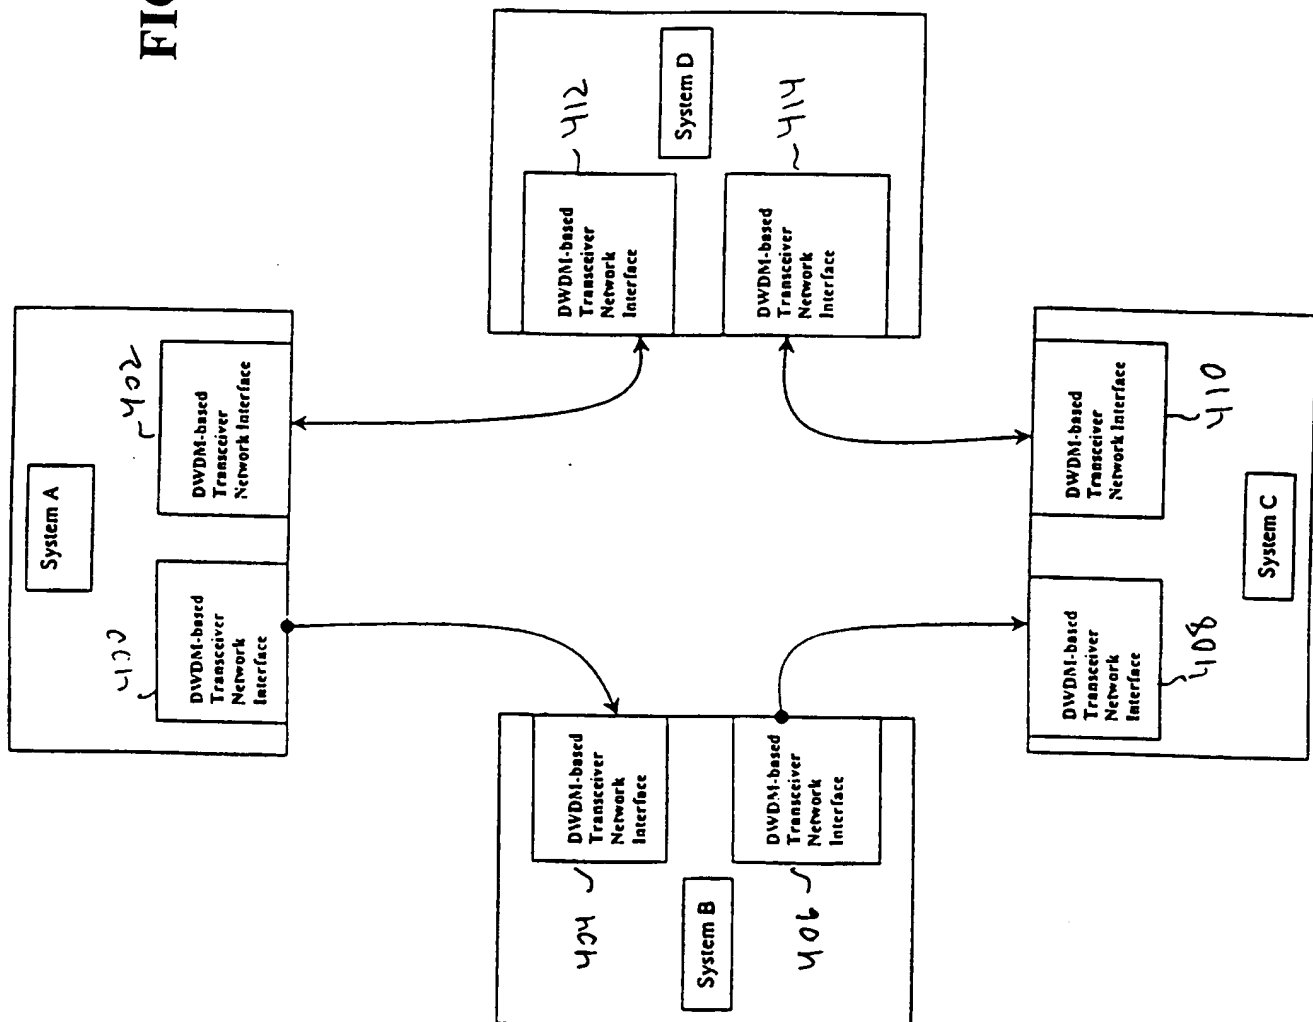 System A
400
DWDM-based
Transceiver
Network
Interface
402
DWDM-based
Transceiver
Network Interface
System B
404
DWDM-based
Transceiver
Network
Interface
406
DWDM-based
Transceiver
Network
Interface
412
DWDM-based
Transceiver
Network
Interface
System D
414
DWDM-based
Transceiver
Network
Interface
DWDM-based
Transceiver
Network
Interface
408
DWDM-based
Transceiver
Network Interface
410
System C